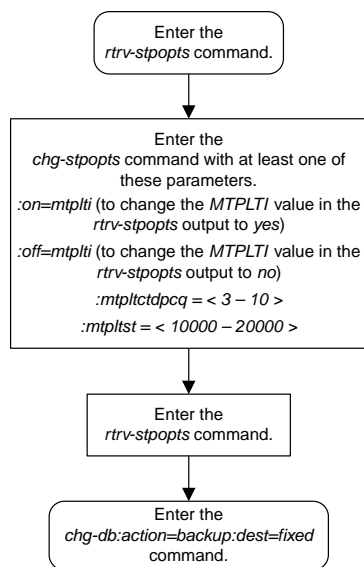 Enter the
rtrv-stpopts
command.
Enter the
chg-stpopts command with at least one of
these parameters.
:on=mtplti (to change the MTPLTI value in the
rtrv-stpopts output to yes)
:off=mtplti (to change the MTPLTI value in the
rtrv-stpopts output to no)
:mtpltctdpcq = < 3 – 10 >
:mtpltst = < 10000 – 20000 >
Enter the
rtrv-stpopts command.
Enter the
chg-db:action=backup:dest=fixed
command.